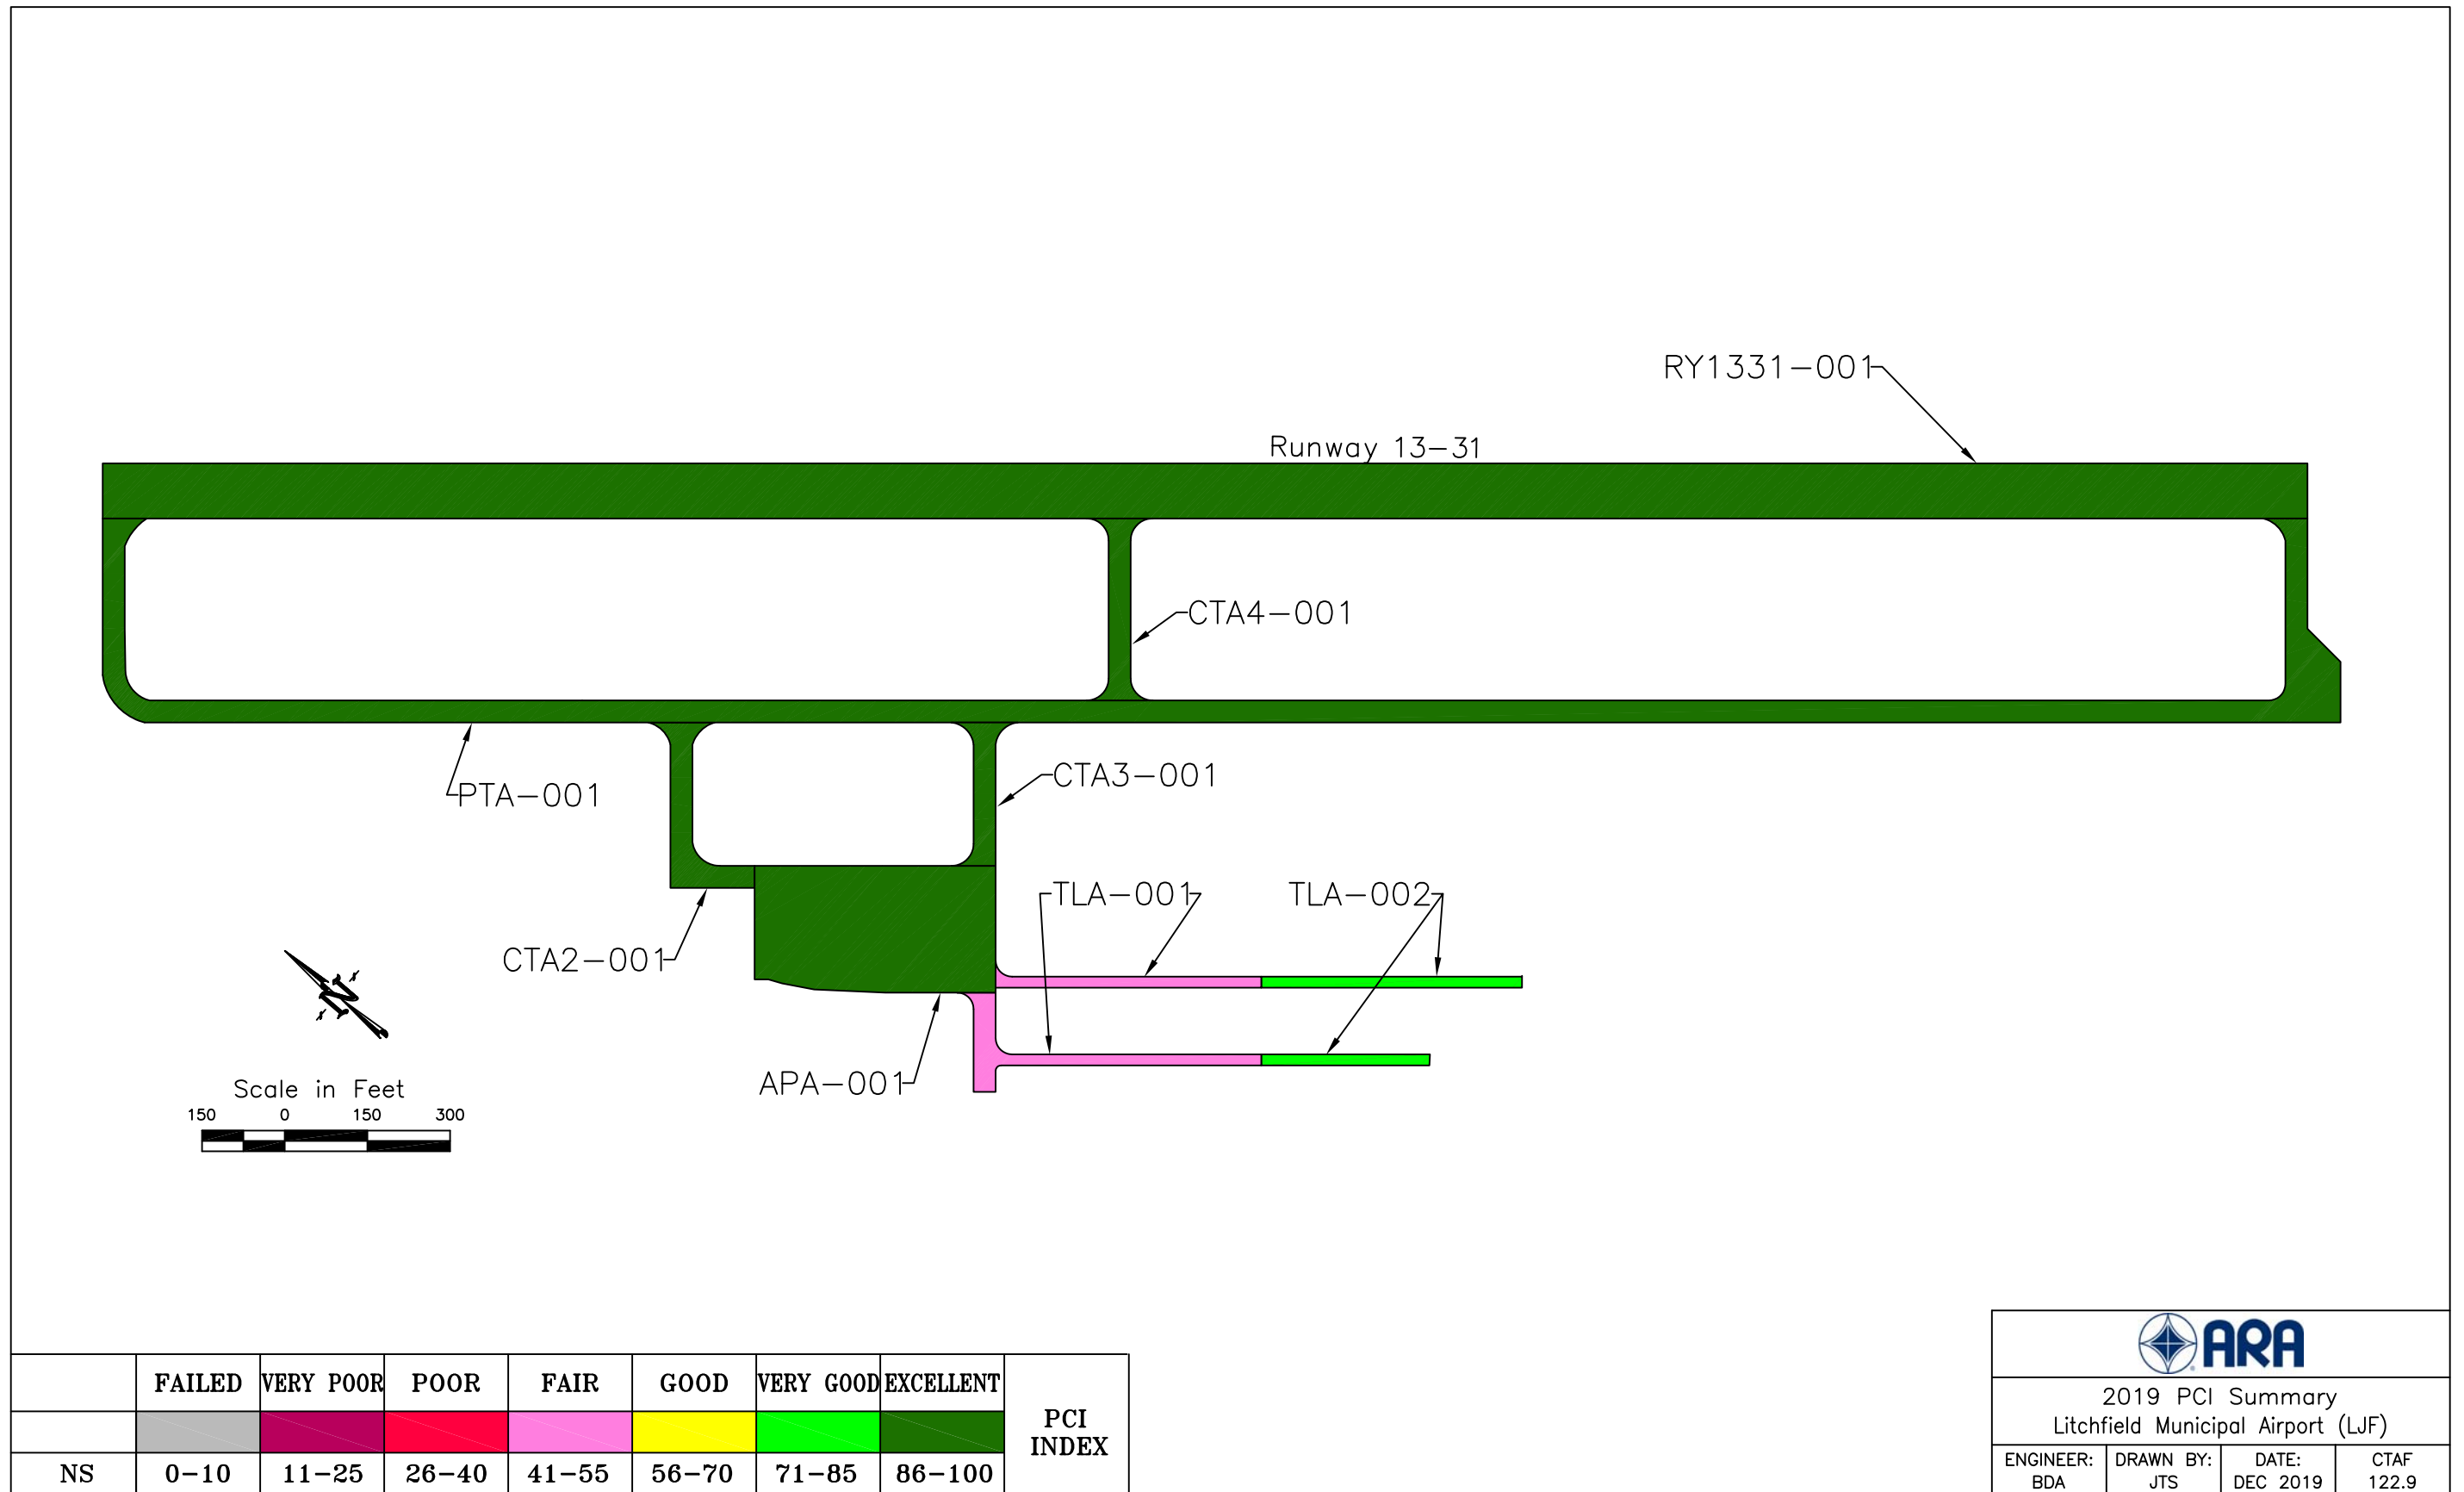 RY1331-001
Runway 13-31
CTA4-001
CTA3-001
PTA-001
TLA-001
TLA-002
CTA2-001
N
APA-001
Scale in Feet
150 0 150 300
FAILED VERY POOR POOR FAIR GOOD VERY GOOD EXCELLENT
PCI
INDEX
NS 0-10 11-25 26-40 41-55 56-70 71-85 86-100
ARA
2019 PCI Summary
Litchfield Municipal Airport (LJF)
ENGINEER: DRAWN BY: DATE: CTAF
BDA JTS DEC 2019 122.9